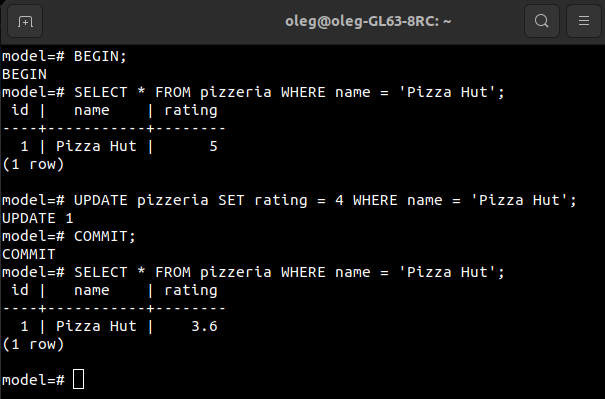 oleg@oleg-GL63-8RC: ~
model=# BEGIN;
BEGIN
model=# SELECT * FROM pizzeria WHERE name = 'Pizza Hut';
 id |   name    | rating
----+-----------+--------
  1 | Pizza Hut |      5
(1 row)

model=# UPDATE pizzeria SET rating = 4 WHERE name = 'Pizza Hut';
UPDATE 1
model=# COMMIT;
COMMIT
model=# SELECT * FROM pizzeria WHERE name = 'Pizza Hut';
 id |   name    | rating
----+-----------+--------
  1 | Pizza Hut |    3.6
(1 row)

model=#